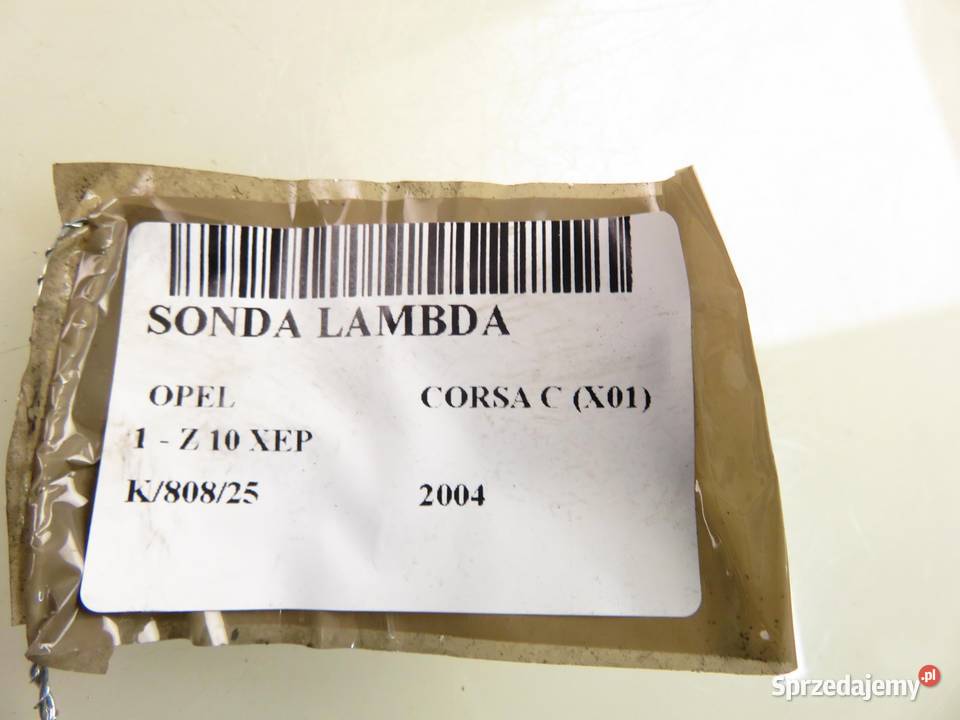 SONDA LAMBDA
OPEL CORSA C (X01)
1 - Z 10 XEP
K/808/25 2004
Sprzedajemy.pl